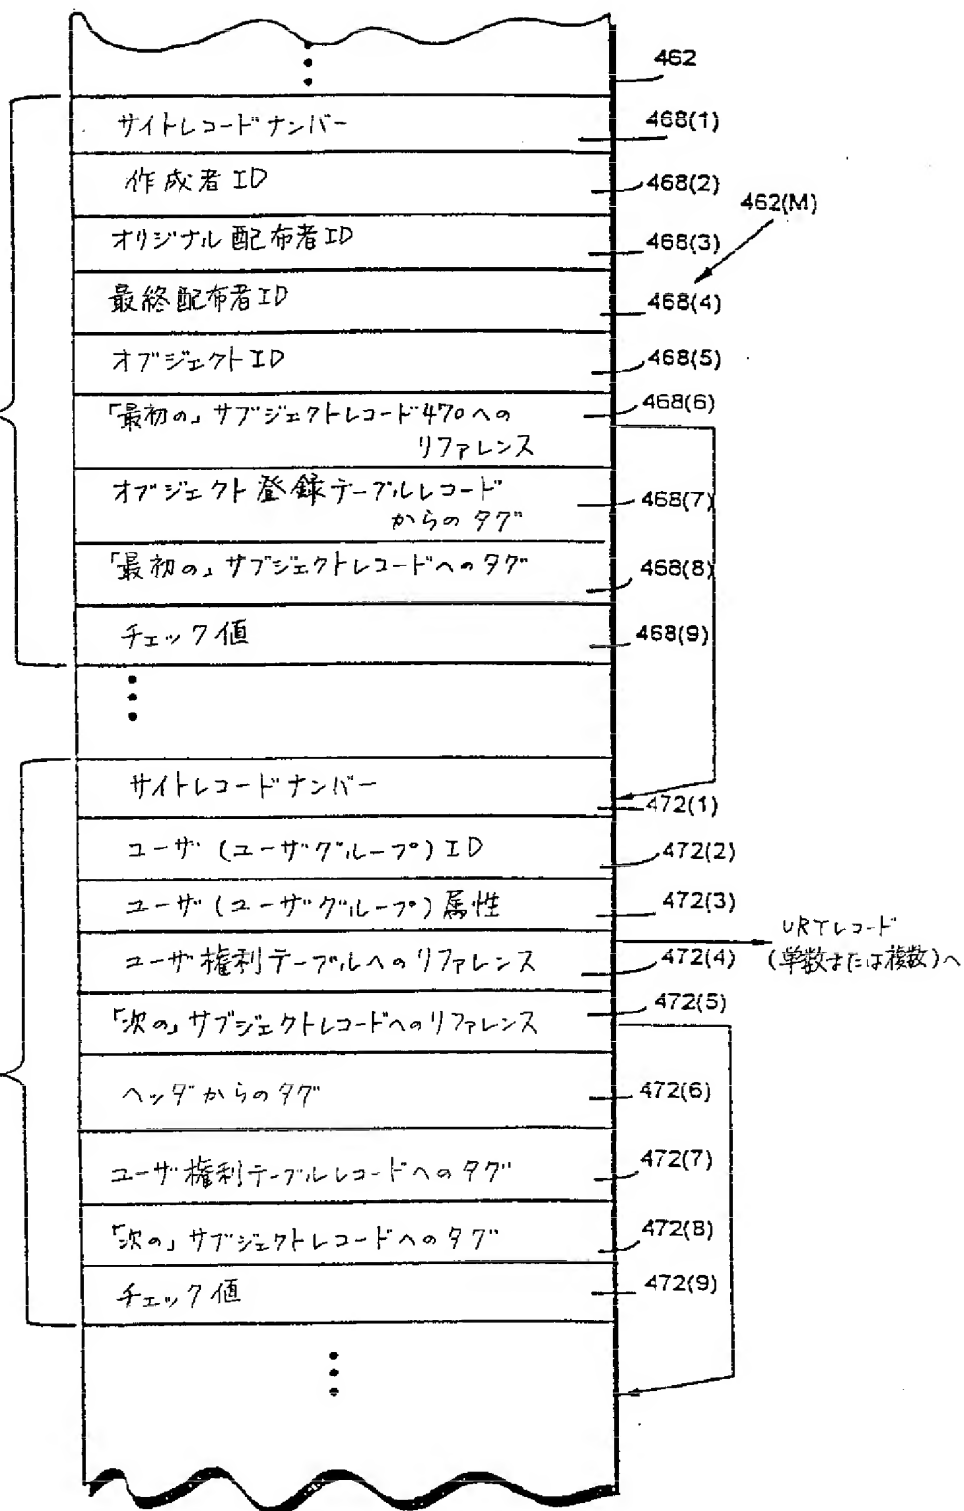 462
サイトレコードナンバー
468(1)
作成者ID
468(2)
462(M)
オリジナル配布者ID
468(3)
最終配布者ID
468(4)
オブジェクトID
468(5)
「最初の」サブジェクトレコード470への
リファレンス
468(6)
オブジェクト登録テーブルレコード
からのタグ
468(7)
「最初の」サブジェクトレコードへのタグ
468(8)
チェック値
468(9)
サイトレコードナンバー
472(1)
ユーザ(ユーザグループ)ID
472(2)
ユーザ(ユーザグループ)属性
472(3)
URTレコード
(単数または複数)へ
ユーザ権利テーブルへのリファレンス
472(4)
「次の」サブジェクトレコードへのリファレンス
472(5)
ヘッダからのタグ
472(6)
ユーザ権利テーブルレコードへのタグ
472(7)
「次の」サブジェクトレコードへのタグ
472(8)
チェック値
472(9)